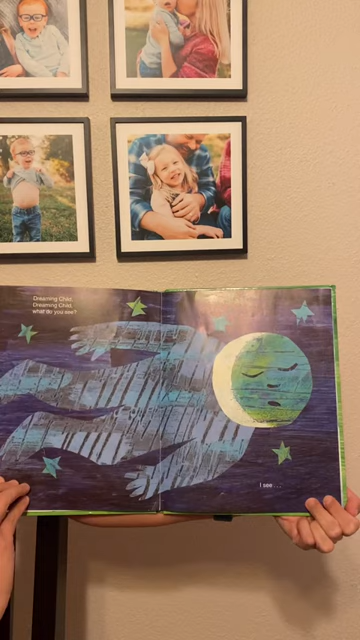 Dreaming Child,
Dreaming Child,
what do you see?
I see . . .